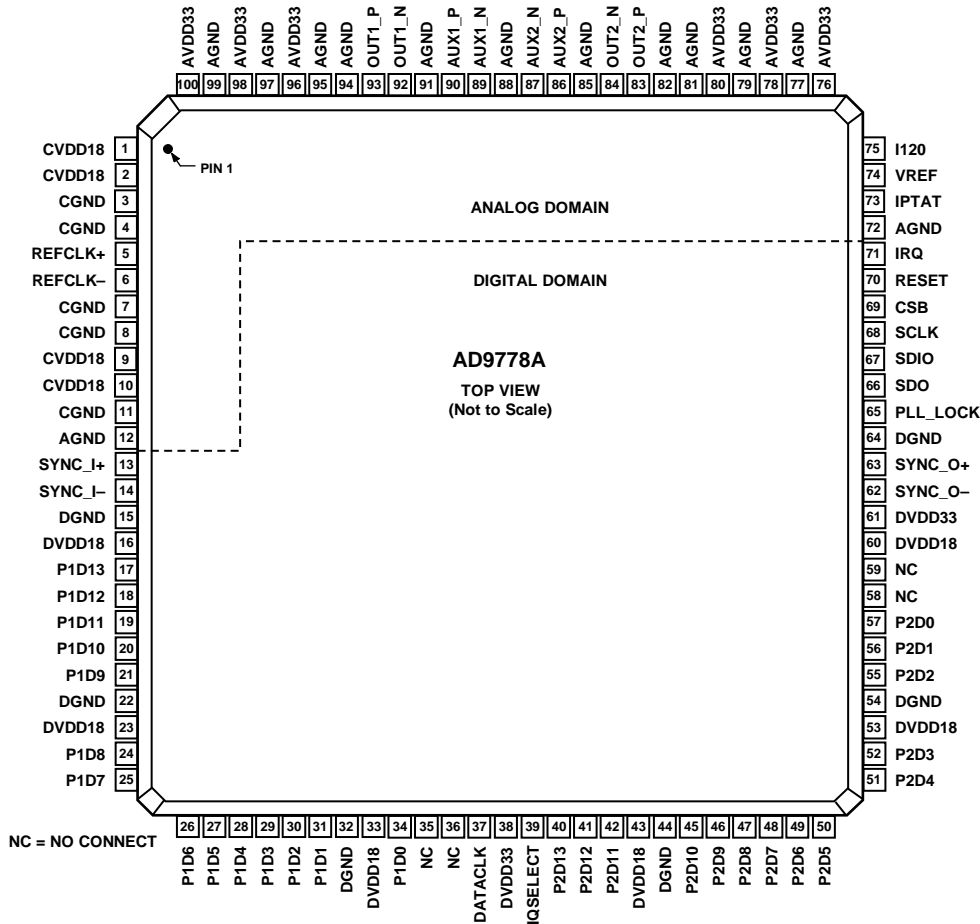 AVDD33
AGND
AVDD33
AGND
AVDD33
AGND
AGND
OUT1_P
OUT1_N
AGND
AUX1_P
AUX1_N
AGND
AUX2_N
AUX2_P
AGND
OUT2_N
OUT2_P
AGND
AGND
AVDD33
AGND
AVDD33
AGND
AVDD33
100 99 98 97 96 95 94 93 92 91 90 89 88 87 86 85 84 83 82 81 80 79 78 77 76
CVDD18 1
CVDD18 2
CGND 3
CGND 4
REFCLK+ 5
REFCLK– 6
CGND 7
CGND 8
CVDD18 9
CVDD18 10
CGND 11
AGND 12
SYNC_I+ 13
SYNC_I– 14
DGND 15
DVDD18 16
P1D13 17
P1D12 18
P1D11 19
P1D10 20
P1D9 21
DGND 22
DVDD18 23
P1D8 24
P1D7 25
PIN 1
ANALOG DOMAIN
DIGITAL DOMAIN
AD9778A
TOP VIEW
(Not to Scale)
75 I120
74 VREF
73 IPTAT
72 AGND
71 IRQ
70 RESET
69 CSB
68 SCLK
67 SDIO
66 SDO
65 PLL_LOCK
64 DGND
63 SYNC_O+
62 SYNC_O–
61 DVDD33
60 DVDD18
59 NC
58 NC
57 P2D0
56 P2D1
55 P2D2
54 DGND
53 DVDD18
52 P2D3
51 P2D4
26 27 28 29 30 31 32 33 34 35 36 37 38 39 40 41 42 43 44 45 46 47 48 49 50
P1D6
P1D5
P1D4
P1D3
P1D2
P1D1
DGND
DVDD18
P1D0
NC
NC
DATACLK
DVDD33
IQSELECT
P2D13
P2D12
P2D11
DVDD18
DGND
P2D10
P2D9
P2D8
P2D7
P2D6
P2D5
NC = NO CONNECT